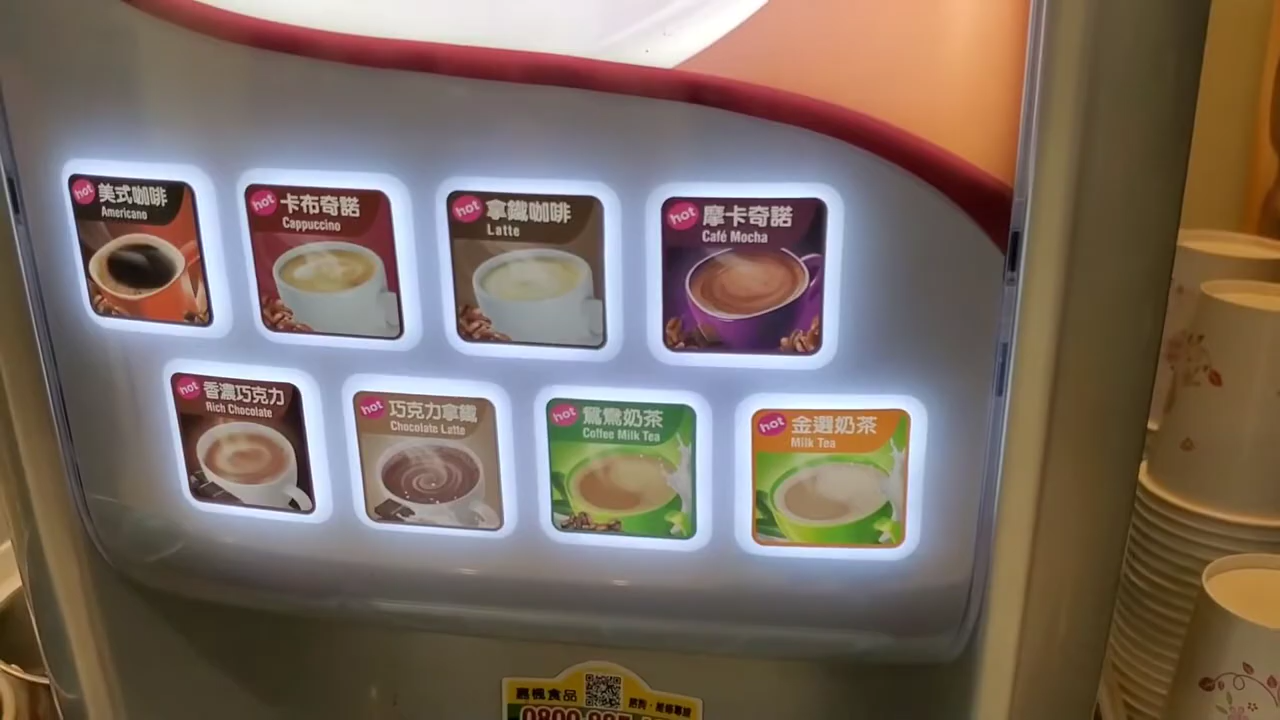 hot 美式咖啡
Americano
hot 卡布奇諾
Cappuccino
hot 拿鐵咖啡
Latte
hot 摩卡奇諾
Café Mocha
hot 香濃巧克力
Rich Chocolate
hot 巧克力拿鐵
Chocolate Latte
hot 鴛鴦奶茶
Coffee Milk Tea
hot 金選奶茶
Milk Tea
食品